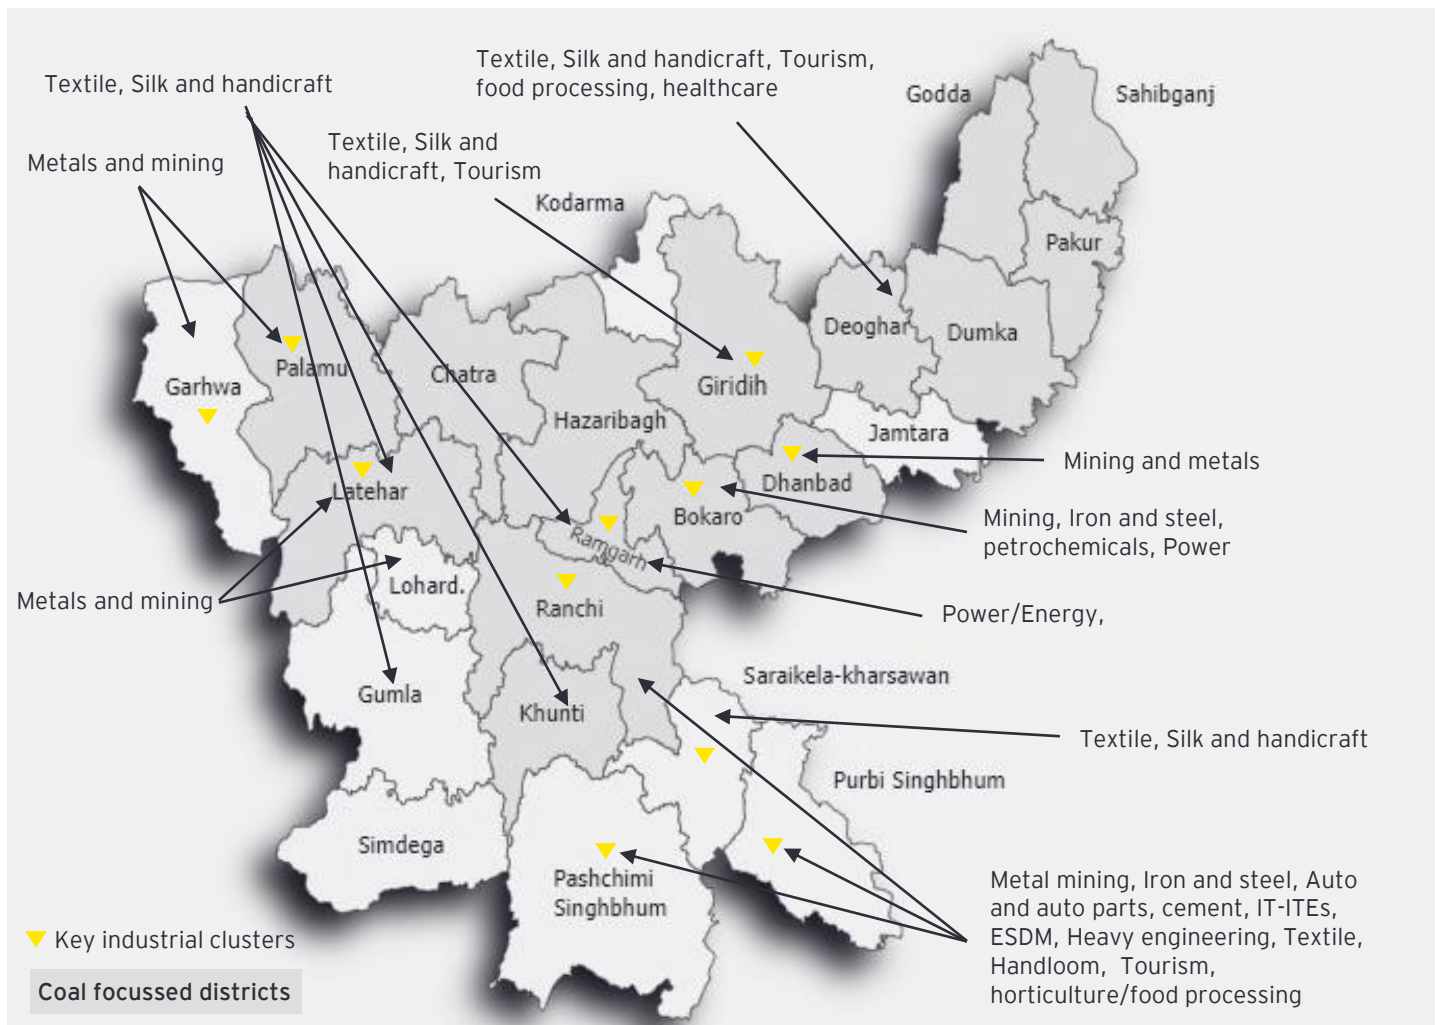 Textile, Silk and handicraft, Tourism,
food processing, healthcare
Textile, Silk and handicraft
Godda
Sahibganj
Textile, Silk and
handicraft, Tourism
Metals and mining
Kodarma
Pakur
Deoghar
Dumka
Palamu
Chatra
Garhwa
Giridih
Hazaribagh
Jamtara
Mining and metals
Latehar
Dhanbad
Bokaro
Mining, Iron and steel,
petrochemicals, Power
Ramgarh
Lohard.
Metals and mining
Ranchi
Power/Energy,
Saraikela-kharsawan
Gumla
Khunti
Textile, Silk and handicraft
Purbi Singhbhum
Simdega
Pashchimi
Singhbhum
Metal mining, Iron and steel, Auto
and auto parts, cement, IT-ITEs,
ESDM, Heavy engineering, Textile,
Handloom, Tourism,
horticulture/food processing
Key industrial clusters
Coal focussed districts